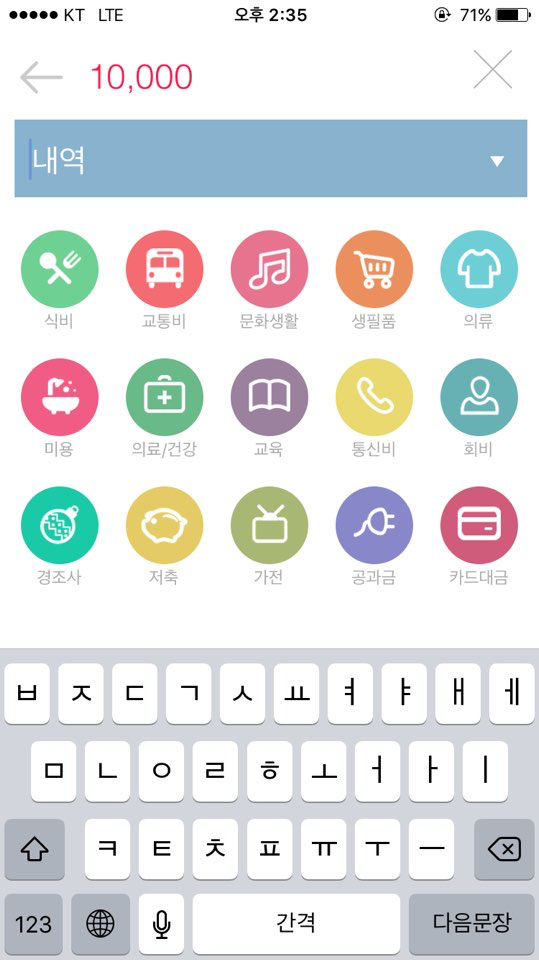 KT LTE 오후 2:35 71%
10,000
내역
식비 교통비 문화생활 생필품 의류
미용 의료/건강 교육 통신비 회비
경조사 저축 가전 공과금 카드대금
ㅂ ㅈ ㄷ ㄱ ㅅ ㅛ ㅕ ㅑ ㅐ ㅔ
ㅁ ㄴ ㅇ ㄹ ㅎ ㅗ ㅓ ㅏ ㅣ
ㅋ ㅌ ㅊ ㅍ ㅠ ㅜ ㅡ
123 간격 다음문장